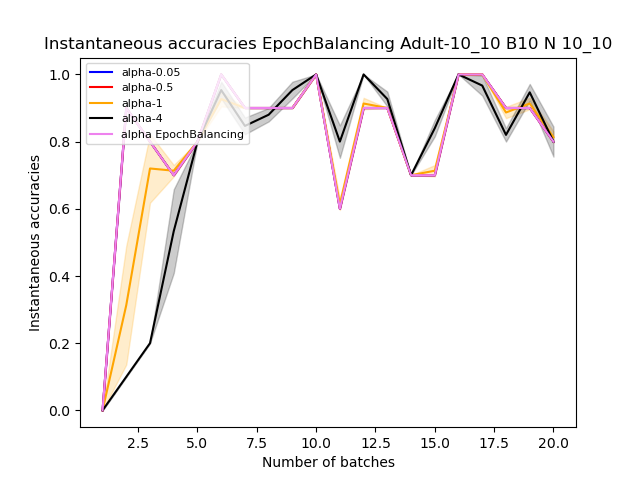 Instantaneous accuracies EpochBalancing Adult-10_10 B10 N 10_10
1.0
0.8
0.6
0.4
0.2
0.0
Instantaneous accuracies
alpha-0.05
alpha-0.5
alpha-1
alpha-4
alpha EpochBalancing
2.5 5.0 7.5 10.0 12.5 15.0 17.5 20.0
Number of batches